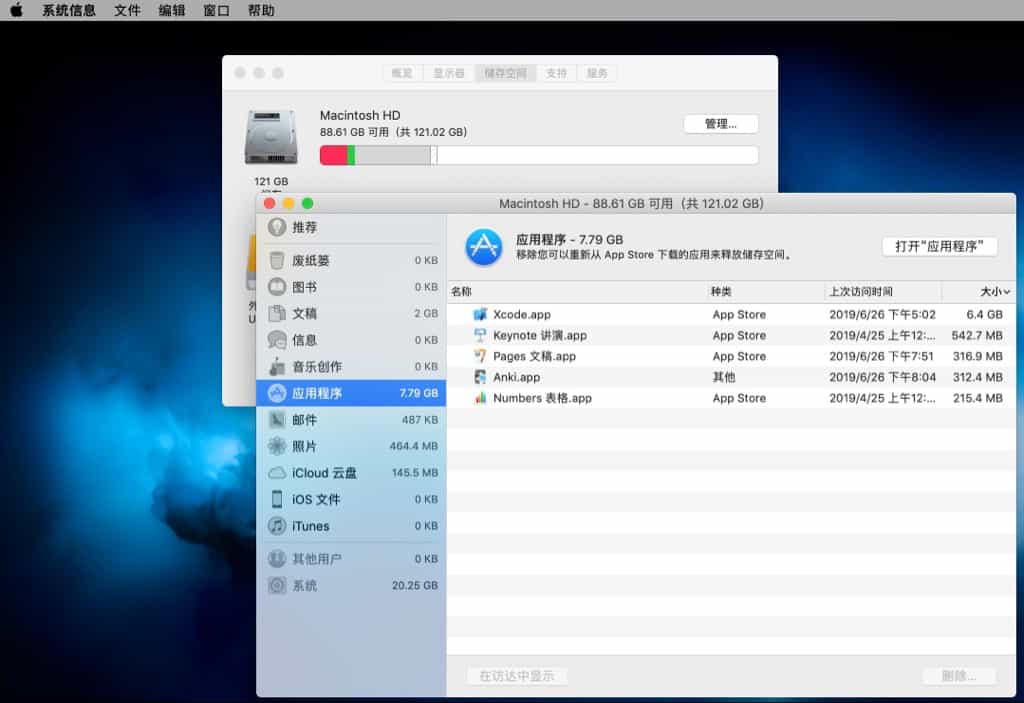 系统信息 文件 编辑 窗口 帮助
概览 显示器 储存空间 支持 服务
Macintosh HD
88.61 GB 可用（共 121.02 GB）
管理...
121 GB
Macintosh HD - 88.61 GB 可用（共 121.02 GB）
推荐
废纸篓 0 KB
图书 0 KB
文稿 2 GB
信息 0 KB
音乐创作 0 KB
应用程序 7.79 GB
邮件 487 KB
照片 464.4 MB
iCloud 云盘 145.5 MB
iOS 文件 0 KB
iTunes 0 KB
其他用户 0 KB
系统 20.25 GB
应用程序 - 7.79 GB
移除您可以重新从 App Store 下载的应用来释放储存空间。
打开“应用程序”
名称 种类 上次访问时间 大小
Xcode.app App Store 2019/6/26 下午5:02 6.4 GB
Keynote 讲演.app App Store 2019/4/25 上午12:... 542.7 MB
Pages 文稿.app App Store 2019/6/26 下午7:51 316.9 MB
Anki.app 其他 2019/6/26 下午8:04 312.4 MB
Numbers 表格.app App Store 2019/4/25 上午12:... 215.4 MB
在访达中显示 删除...